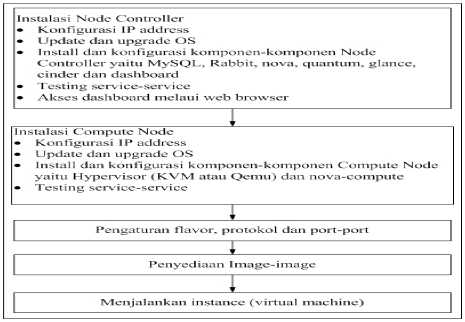 Instalasi Node Controller
• Konfigurasi IP address
• Update dan upgrade OS
• Install dan konfigurasi komponen-komponen Node
Controller yaitu MySQL, Rabbit, nova, quantum, glance,
cinder dan dashboard
• Testing service-service
• Akses dashboard melaui web browser
Instalasi Compute Node
• Konfigurasi IP address
• Update dan upgrade OS
• Install dan konfigurasi komponen-komponen Compute Node
yaitu Hypervisor (KVM atau Qemu) dan nova-compute
• Testing service-service
Pengaturan flavor, protokol dan port-port
Penyediaan Image-image
Menjalankan instance (virtual machine)